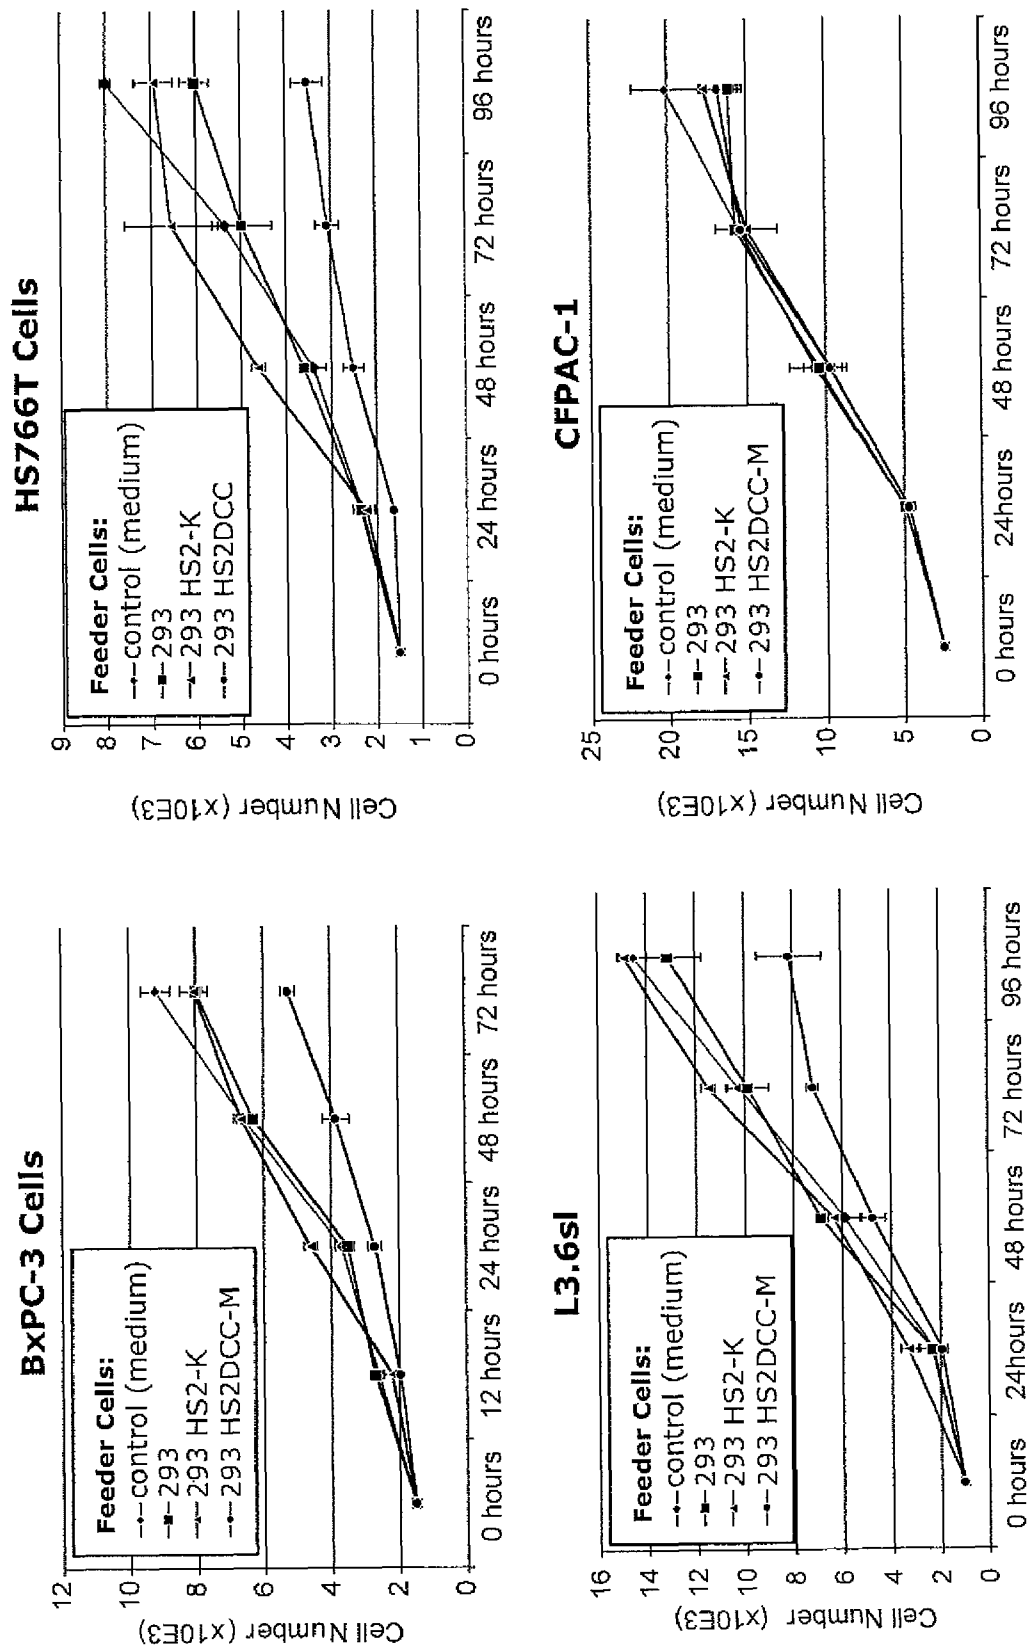 BxPC-3 Cells
Cell Number (x10E3)
12
10
8
6
4
2
0
Feeder Cells:
control (medium)
293
293 HS2-K
293 HS2DCC-M
0 hours
12 hours
24 hours
48 hours
72 hours
HS766T Cells
Cell Number (x10E3)
9
8
7
6
5
4
3
2
1
0
Feeder Cells:
control (medium)
293
293 HS2-K
293 HS2DCC
0 hours
24 hours
48 hours
72 hours
96 hours
L3.6sl
Cell Number (x10E3)
16
14
12
10
8
6
4
2
0
Feeder Cells:
control (medium)
293
293 HS2-K
293 HS2DCC-M
0 hours
24hours
48 hours
72 hours
96 hours
CFPAC-1
Cell Number (x10E3)
25
20
15
10
5
0
Feeder Cells:
control (medium)
293
293 HS2-K
293 HS2DCC-M
0 hours
24hours
48 hours
72 hours
96 hours